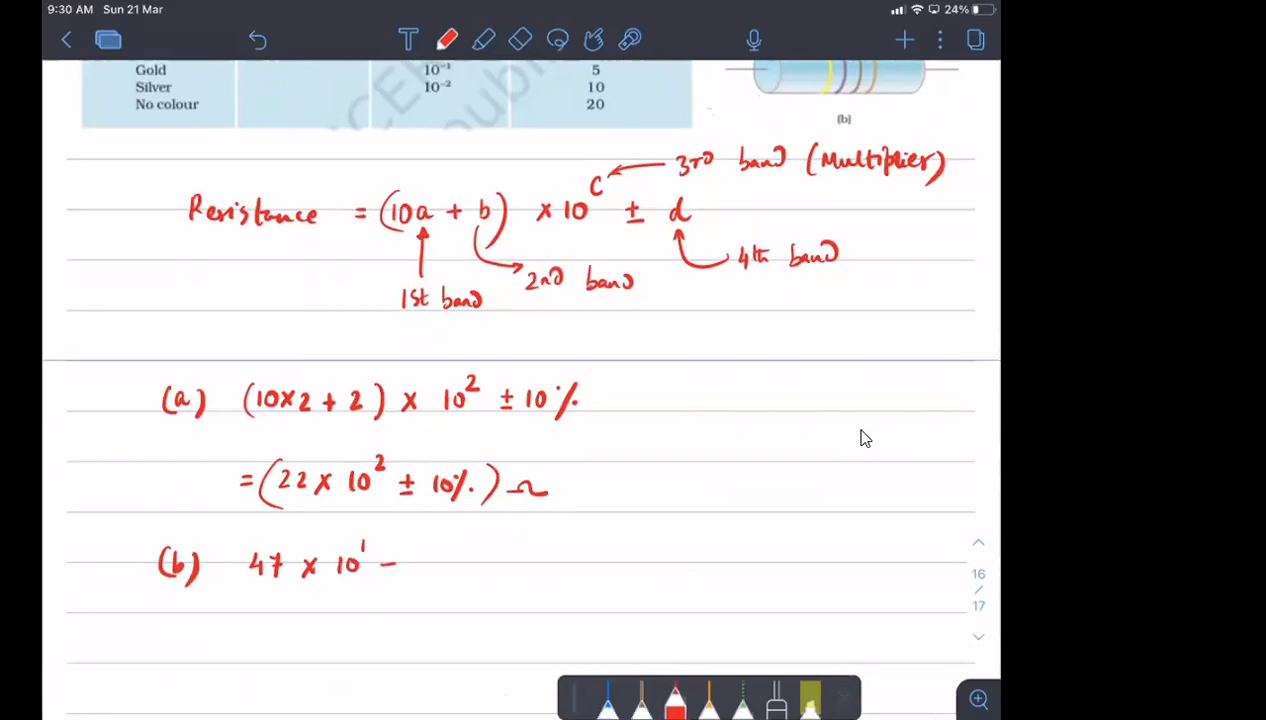 9:30 AM Sun 21 Mar 24%
Gold 10⁻¹ 5
Silver 10⁻² 10
No colour 20
(b)
3rd band (Multiplier)
Resistance = (10a + b) × 10^c ± d
4th band
2nd band
1st band
(a) (10×2 + 2) × 10² ± 10%
= (22 × 10² ± 10%) Ω
(b) 47 × 10¹ -
16
/
17